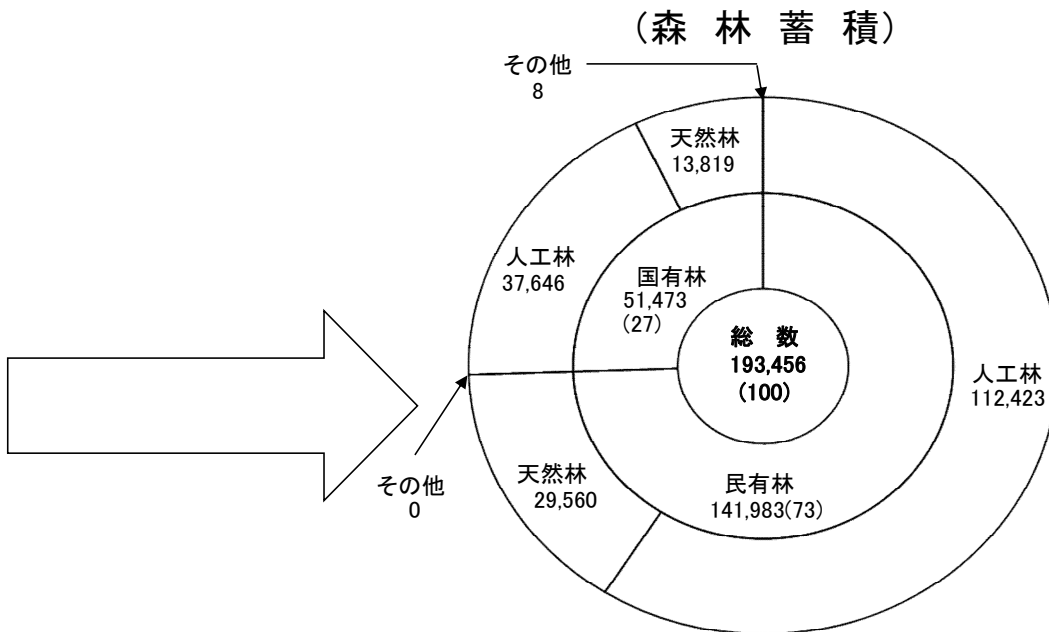 （森 林 蓄 積）
その他
8
天然林
13,819
人工林
37,646
国有林
51,473
(27)
総 数
193,456
(100)
人工林
112,423
民有林
141,983(73)
天然林
29,560
その他
0